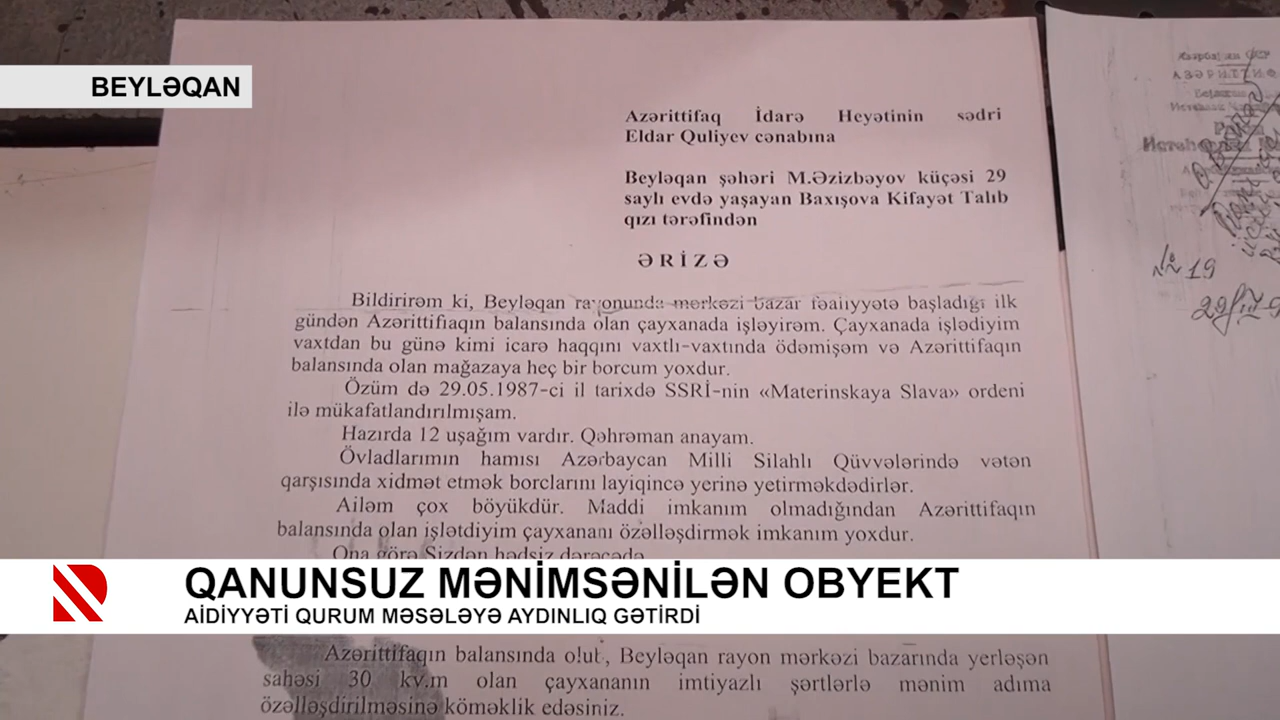 BEYLƏQAN
Azərittifaq İdarə Heyətinin sədri
Eldar Quliyev cənabına
Beyləqan şəhəri M.Əzizbəyov küçəsi 29
saylı evdə yaşayan Baxışova Kifayət Talıb
qızı tərəfindən
ƏRİZƏ
Bildirirəm ki, Beyləqan rayonunda mərkəzi bazar fəaliyyətə başladığı ilk
gündən Azərittifiaqın balansında olan çayxanada işləyirəm. Çayxanada işlədiyim
vaxtdan bu günə kimi icarə haqqını vaxtlı-vaxtında ödəmişəm və Azərittifaqın
balansında olan mağazaya heç bir borcum yoxdur.
Özüm də 29.05.1987-ci il tarixdə SSRİ-nin «Materinskaya Slava» ordeni
ilə mükafatlandırılmışam.
Hazırda 12 uşağım vardır. Qəhrəman anayam.
Övladlarımın hamısı Azərbaycan Milli Silahlı Qüvvələrində vətən
qarşısında xidmət etmək borclarını layiqincə yerinə yetirməkdədirlər.
Ailəm çox böyükdür. Maddi imkanım olmadığından Azərittifaqın
balansında olan işlətdiyim çayxananı özəlləşdirmək imkanım yoxdur.
Ona görə Sizdən hədsiz dərəcədə
QANUNSUZ MƏNİMSƏNİLƏN OBYEKT
AİDİYYƏTİ QURUM MƏSƏLƏYƏ AYDINLIQ GƏTİRDİ
Azərittifaqın balansında olub, Beyləqan rayon mərkəzi bazarında yerləşən
sahəsi 30 kv.m olan çayxananın imtiyazlı şərtlərlə mənim adıma
özəlləşdirilməsinə köməklik edəsiniz.
№ 19